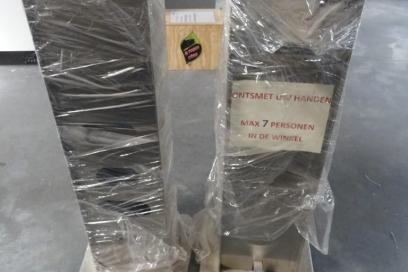 ONTSMET UW HANDEN
MAX 7 PERSONEN
IN DE WINKEL